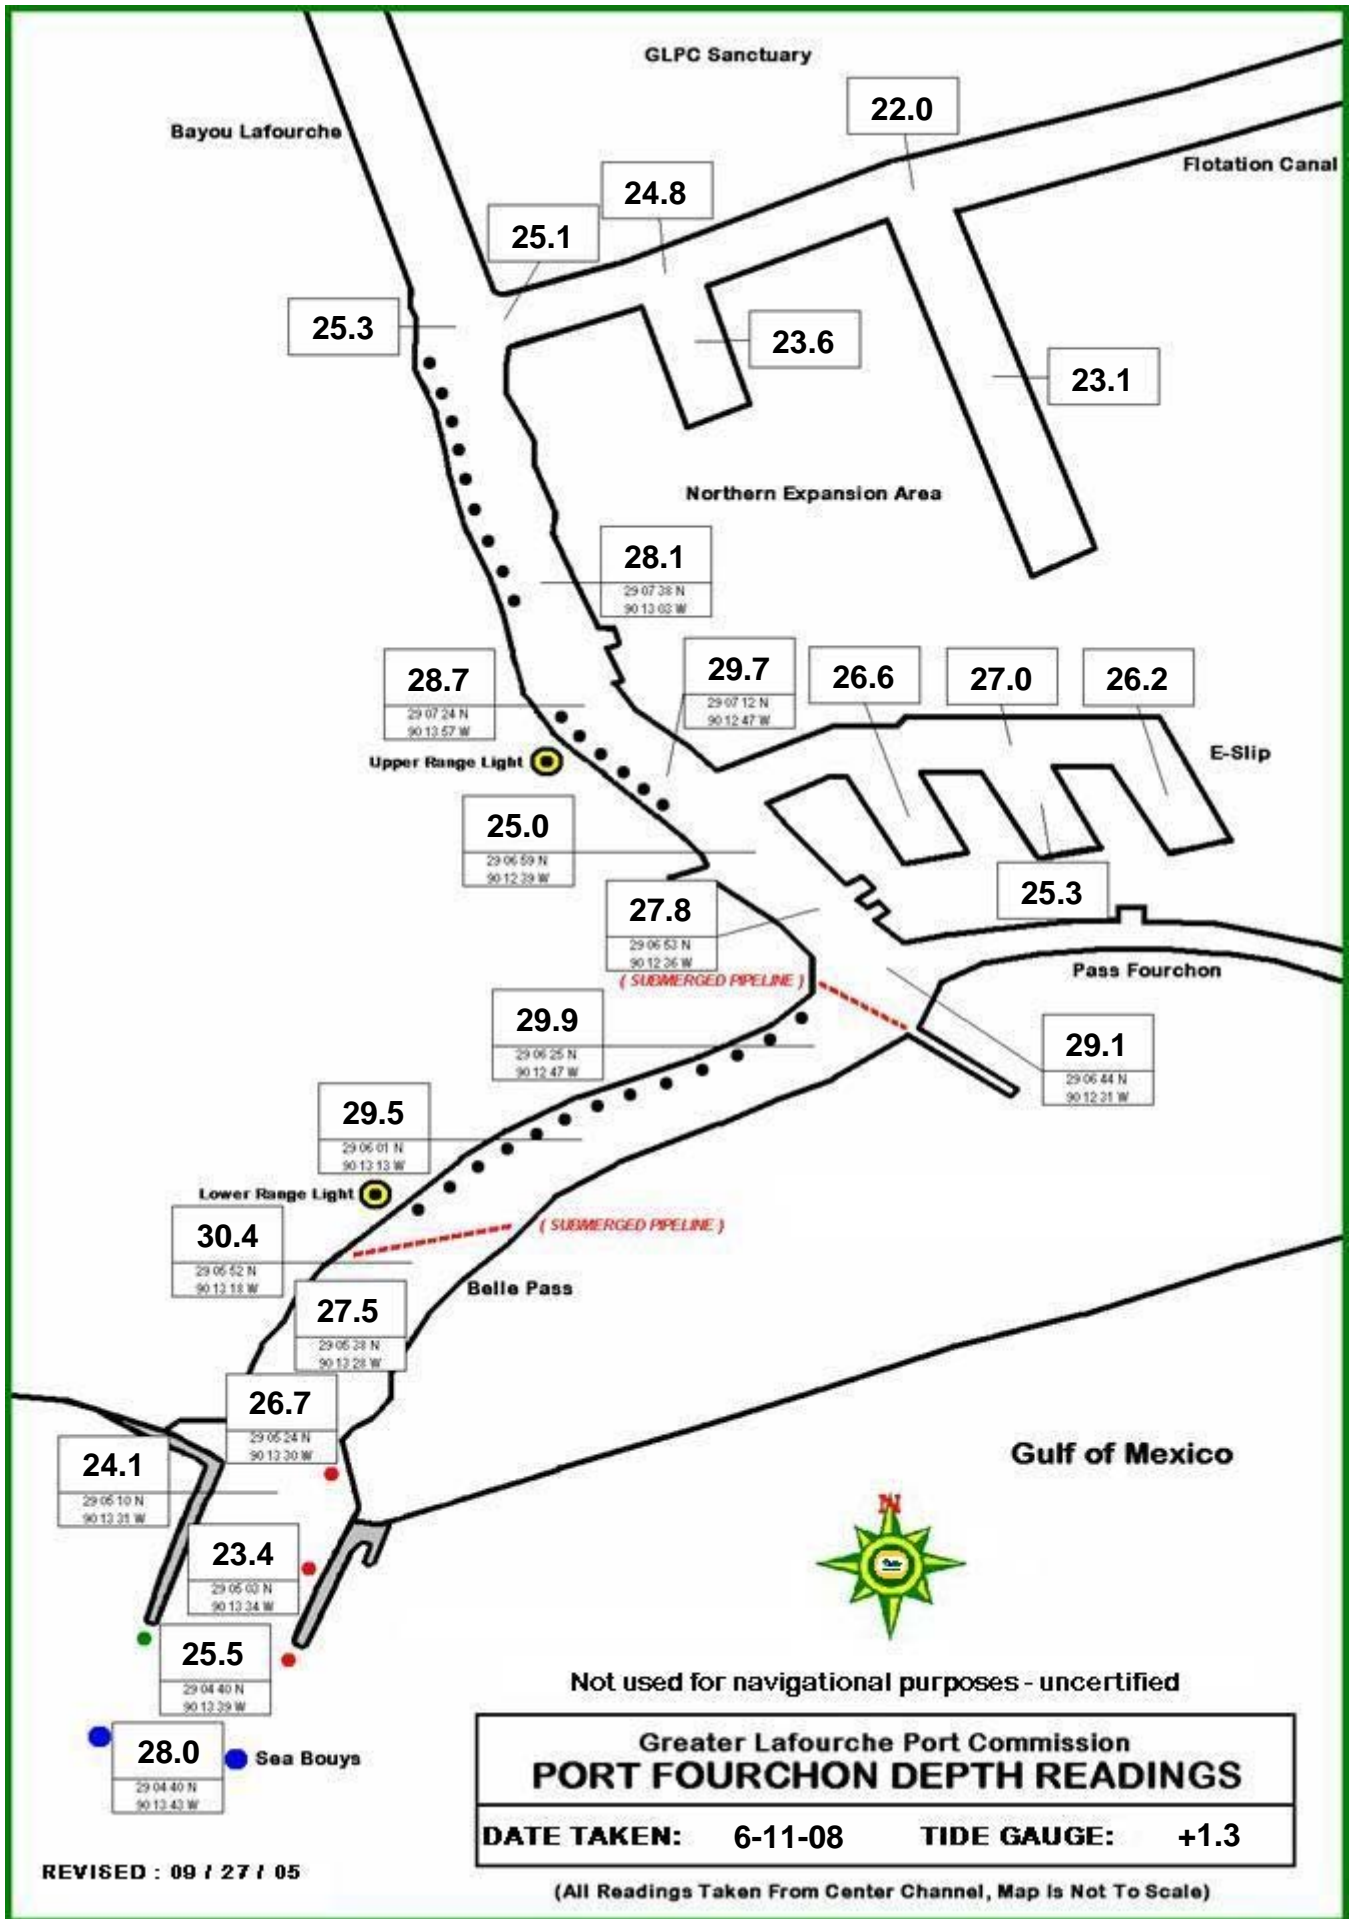 GLPC Sanctuary
22.0
Bayou Lafourche
Flotation Canal
24.8
25.1
25.3
23.6
23.1
Northern Expansion Area
28.1
29 07 38 N
90 13 03 W
28.7
29 07 24 N
90 13 57 W
29.7
29 07 12 N
90 12 47 W
26.6
27.0
26.2
E-Slip
Upper Range Light
25.0
29 06 59 N
90 12 39 W
25.3
27.8
29 06 53 N
90 12 36 W
( SUBMERGED PIPELINE )
Pass Fourchon
29.9
29 06 25 N
90 12 47 W
29.1
29 06 44 N
90 12 31 W
29.5
29 06 01 N
90 13 13 W
Lower Range Light
30.4
29 05 52 N
90 13 18 W
( SUBMERGED PIPELINE )
Belle Pass
27.5
29 05 38 N
90 13 28 W
26.7
29 05 24 N
90 13 30 W
24.1
29 05 10 N
90 13 31 W
Gulf of Mexico
N
23.4
29 05 03 N
90 13 34 W
25.5
29 04 40 N
90 13 39 W
28.0
29 04 40 N
90 13 43 W
Sea Bouys
Not used for navigational purposes - uncertified
Greater Lafourche Port Commission
PORT FOURCHON DEPTH READINGS
DATE TAKEN: 6-11-08 TIDE GAUGE: +1.3
REVISED : 09 / 27 / 05
(All Readings Taken From Center Channel, Map Is Not To Scale)